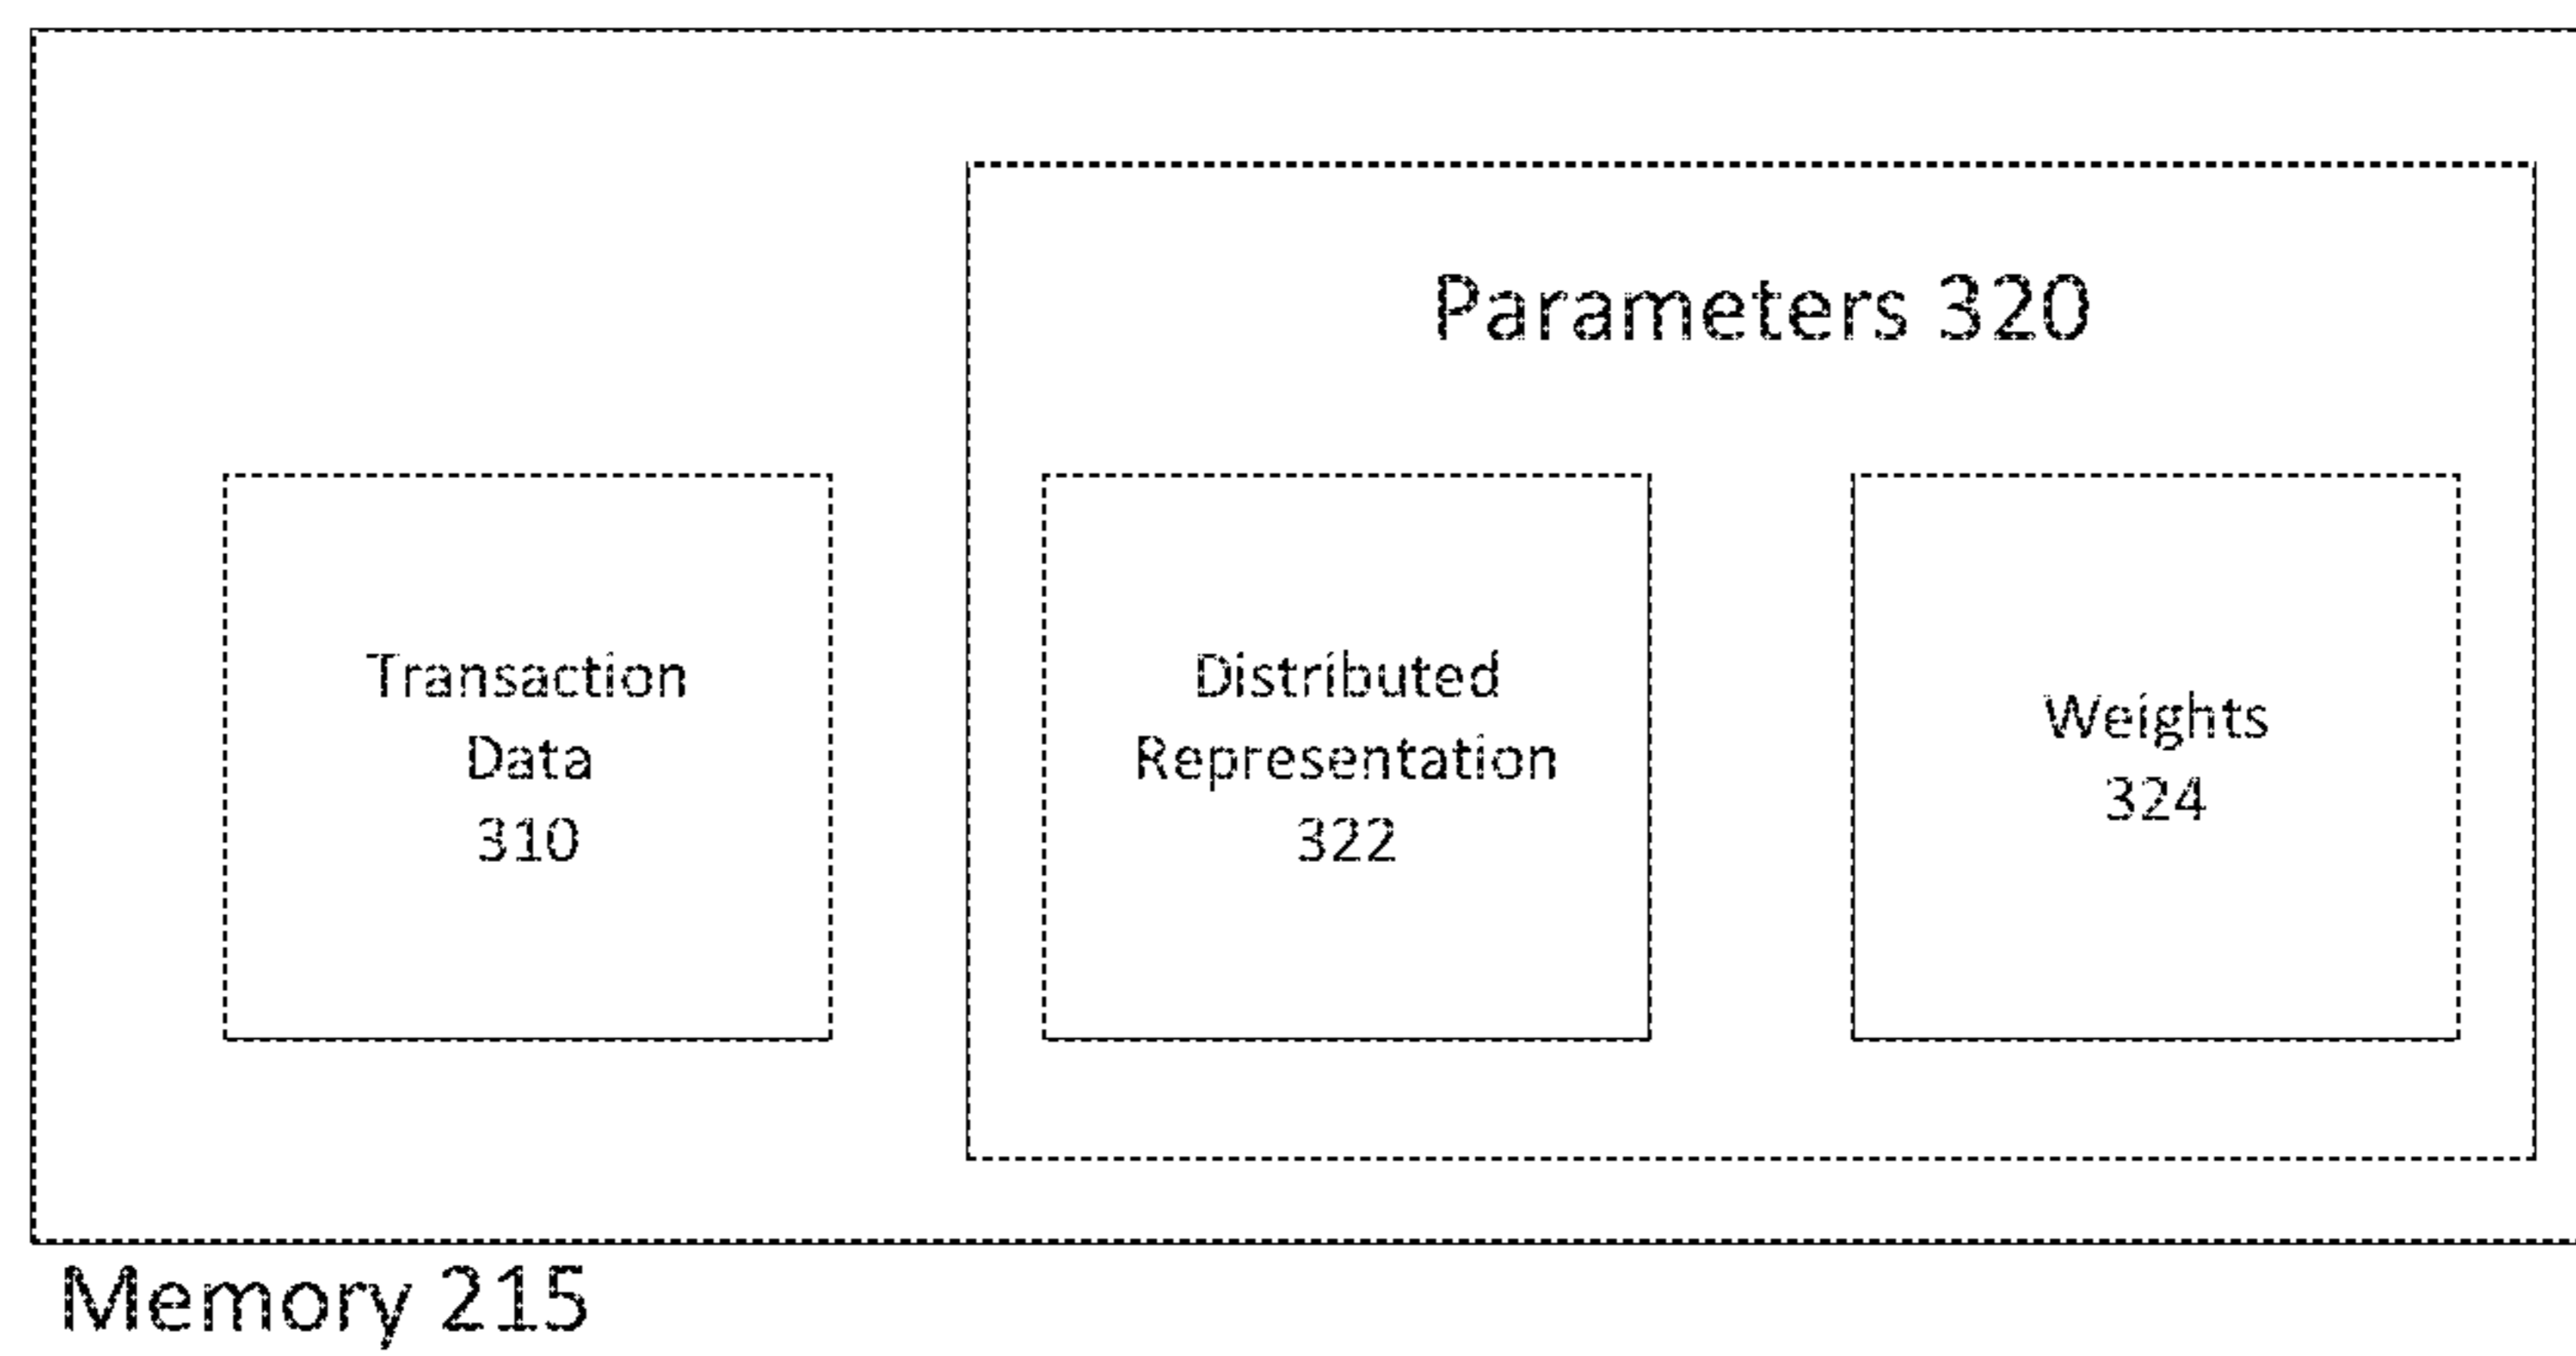 Parameters 320
Transaction
Data
310
Distributed
Representation
322
Weights
324
Memory 215